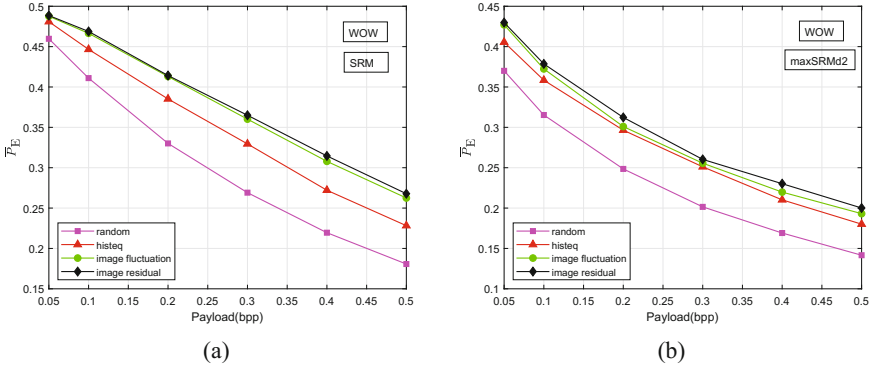 0.5
WOW
0.45
SRM
0.4
0.35
P̅E
0.3
0.25
random
histeq
0.2
image fluctuation
image residual
0.15
0.05 0.1 0.15 0.2 0.25 0.3 0.35 0.4 0.45 0.5
Payload(bpp)
(a)
0.45
WOW
0.4
maxSRMd2
0.35
0.3
P̅E
0.25
0.2
random
histeq
0.15
image fluctuation
image residual
0.1
0.05 0.1 0.15 0.2 0.25 0.3 0.35 0.4 0.45 0.5
Payload(bpp)
(b)